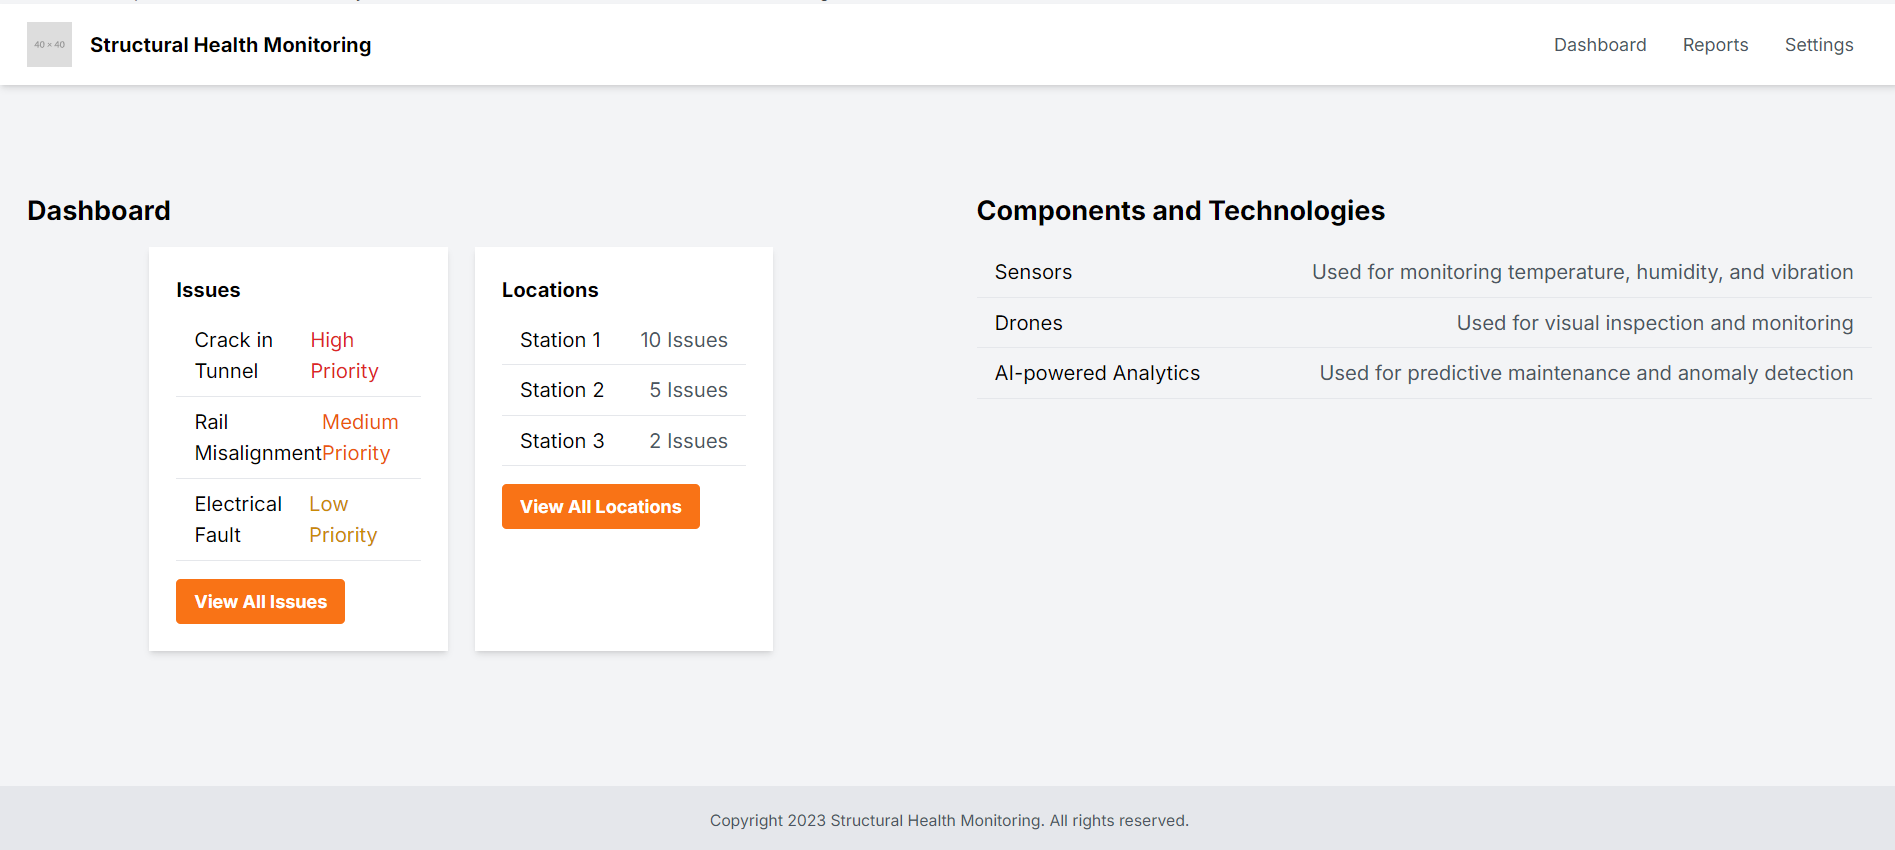 40 × 40
Structural Health Monitoring
Dashboard
Reports
Settings
Dashboard
Issues
Crack in
Tunnel
High
Priority
Rail
Misalignment
Medium
Priority
Electrical
Fault
Low
Priority
View All Issues
Locations
Station 1 10 Issues
Station 2 5 Issues
Station 3 2 Issues
View All Locations
Components and Technologies
Sensors Used for monitoring temperature, humidity, and vibration
Drones Used for visual inspection and monitoring
AI-powered Analytics Used for predictive maintenance and anomaly detection
Copyright 2023 Structural Health Monitoring. All rights reserved.